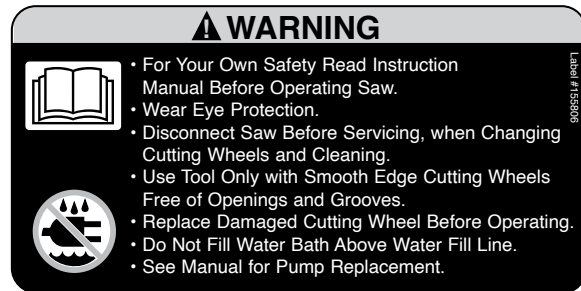 WARNING
• For Your Own Safety Read Instruction
Manual Before Operating Saw.
• Wear Eye Protection.
• Disconnect Saw Before Servicing, when Changing
Cutting Wheels and Cleaning.
• Use Tool Only with Smooth Edge Cutting Wheels
Free of Openings and Grooves.
• Replace Damaged Cutting Wheel Before Operating.
• Do Not Fill Water Bath Above Water Fill Line.
• See Manual for Pump Replacement.
Label #155806